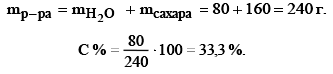 mр–ра = mH₂O + mсахара = 80 + 160 = 240 г.
C % = 80/240 · 100 = 33,3 %.